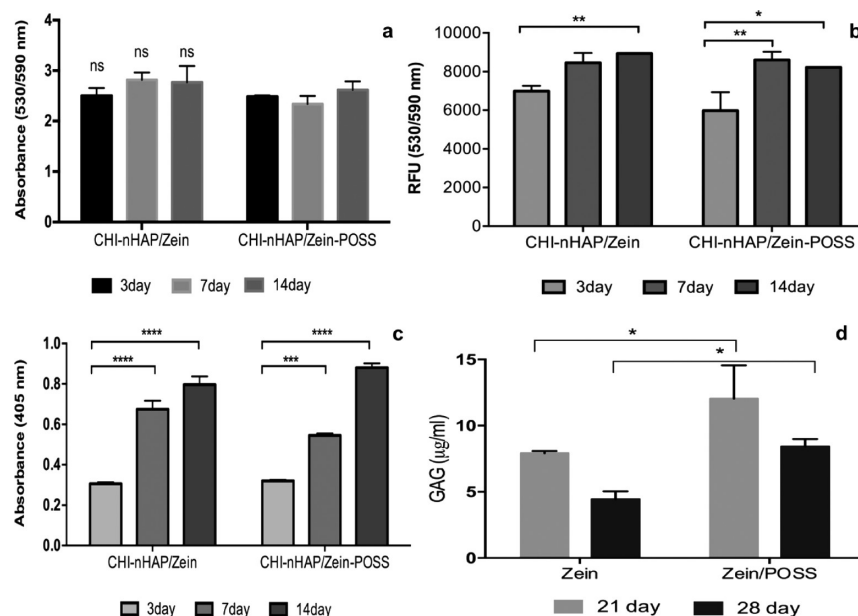 a
Absorbance (530/590 nm)
4
3
2
1
0
ns
ns
ns
CHI-nHAP/Zein
CHI-nHAP/Zein-POSS
3day
7day
14day
b
RFU (530/590 nm)
10000
8000
6000
4000
2000
0
**
*
**
CHI-nHAP/Zein
CHI-nHAP/Zein-POSS
3day
7day
14day
c
Absorbance (405 nm)
1.0
0.8
0.6
0.4
0.2
0.0
****
****
****
***
CHI-nHAP/Zein
CHI-nHAP/Zein-POSS
3day
7day
14day
d
GAG (μg/ml)
15
10
5
0
*
*
Zein
Zein/POSS
21 day
28 day